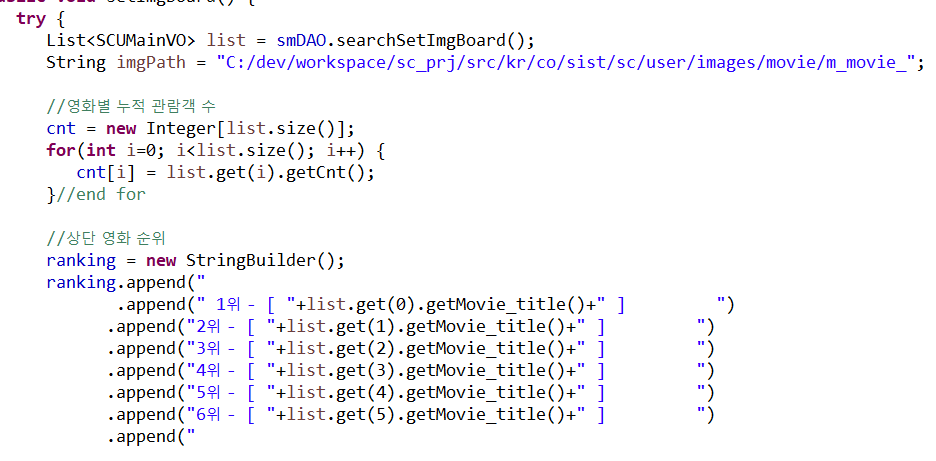 try {
List<SCUMainVO> list = smDAO.searchSetImgBoard();
String imgPath = "C:/dev/workspace/sc_prj/src/kr/co/sist/sc/user/images/movie/m_movie_";
//영화별 누적 관람객 수
cnt = new Integer[list.size()];
for(int i=0; i<list.size(); i++) {
cnt[i] = list.get(i).getCnt();
}//end for
//상단 영화 순위
ranking = new StringBuilder();
ranking.append("
.append(" 1위 - [ "+list.get(0).getMovie_title()+" ]          ")
.append("2위 - [ "+list.get(1).getMovie_title()+" ]          ")
.append("3위 - [ "+list.get(2).getMovie_title()+" ]          ")
.append("4위 - [ "+list.get(3).getMovie_title()+" ]          ")
.append("5위 - [ "+list.get(4).getMovie_title()+" ]          ")
.append("6위 - [ "+list.get(5).getMovie_title()+" ]          ")
.append("